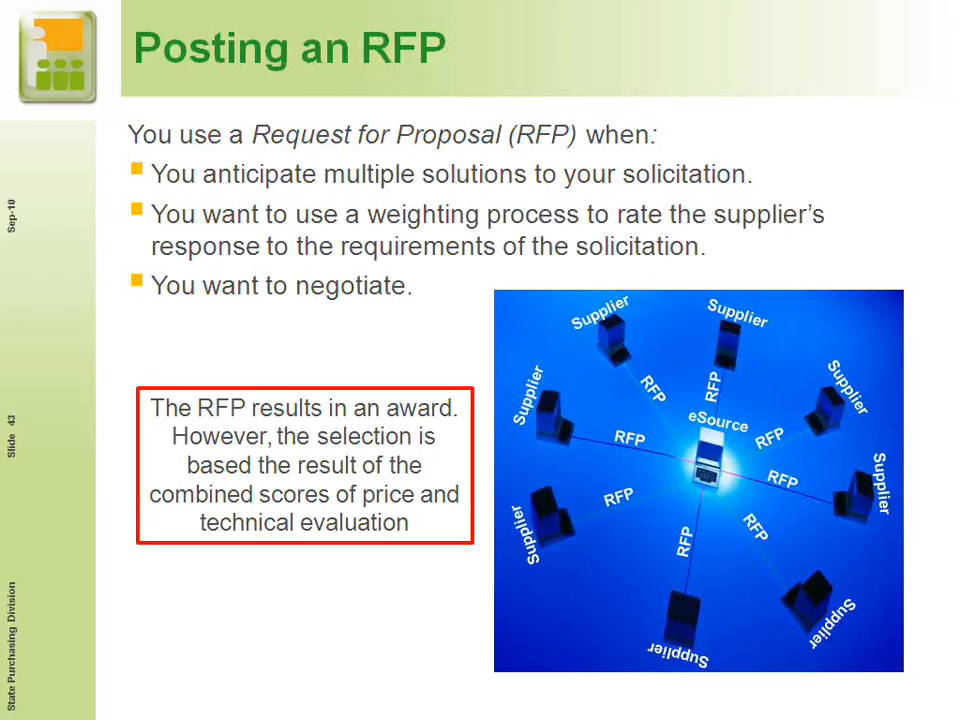 Posting an RFP
You use a Request for Proposal (RFP) when:
You anticipate multiple solutions to your solicitation.
You want to use a weighting process to rate the supplier's
response to the requirements of the solicitation.
You want to negotiate.
The RFP results in an award.
However, the selection is
based the result of the
combined scores of price and
technical evaluation
Supplier
Supplier
Supplier
Supplier
RFP
RFP
eSource
RFP
RFP
RFP
Supplier
RFP
Supplier
RFP
RFP
Supplier
Supplier
Sep-10
Slide 43
State Purchasing Division